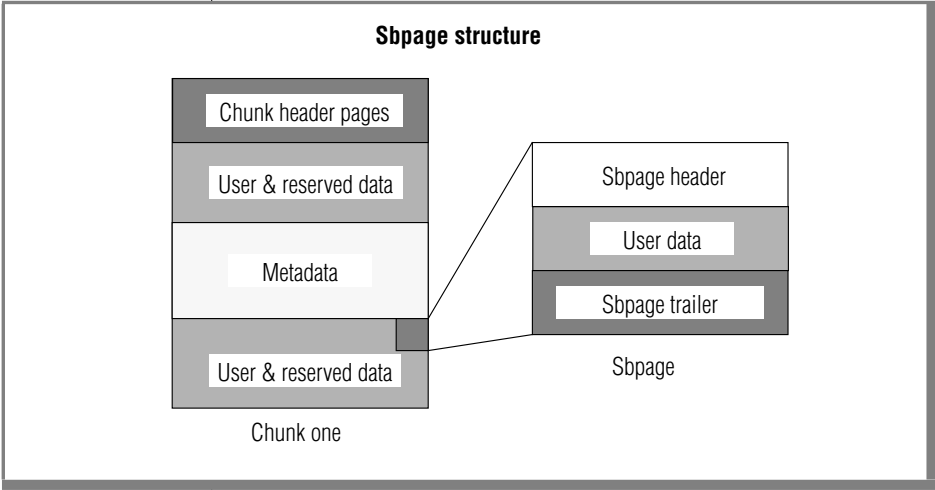 Sbpage structure
Chunk header pages
User & reserved data
Metadata
User & reserved data
Chunk one
Sbpage header
User data
Sbpage trailer
Sbpage